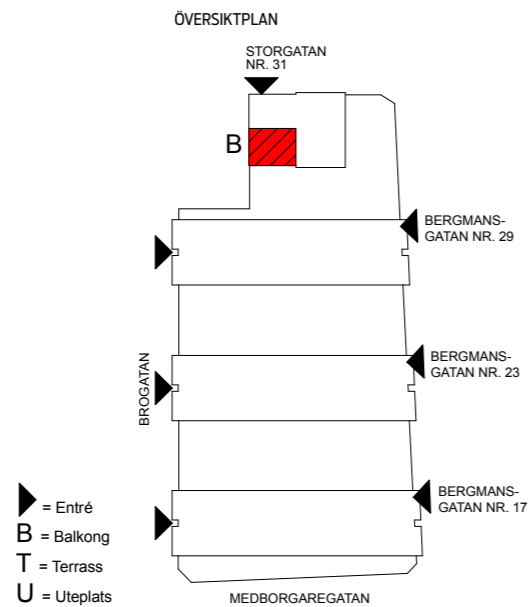 ÖVERSIKTPLAN
STORGATAN
NR. 31
B
BERGMANS-
GATAN NR. 29
BROGATAN
BERGMANS-
GATAN NR. 23
BERGMANS-
GATAN NR. 17
= Entré
B = Balkong
T = Terrass
U = Uteplats
MEDBORGAREGATAN